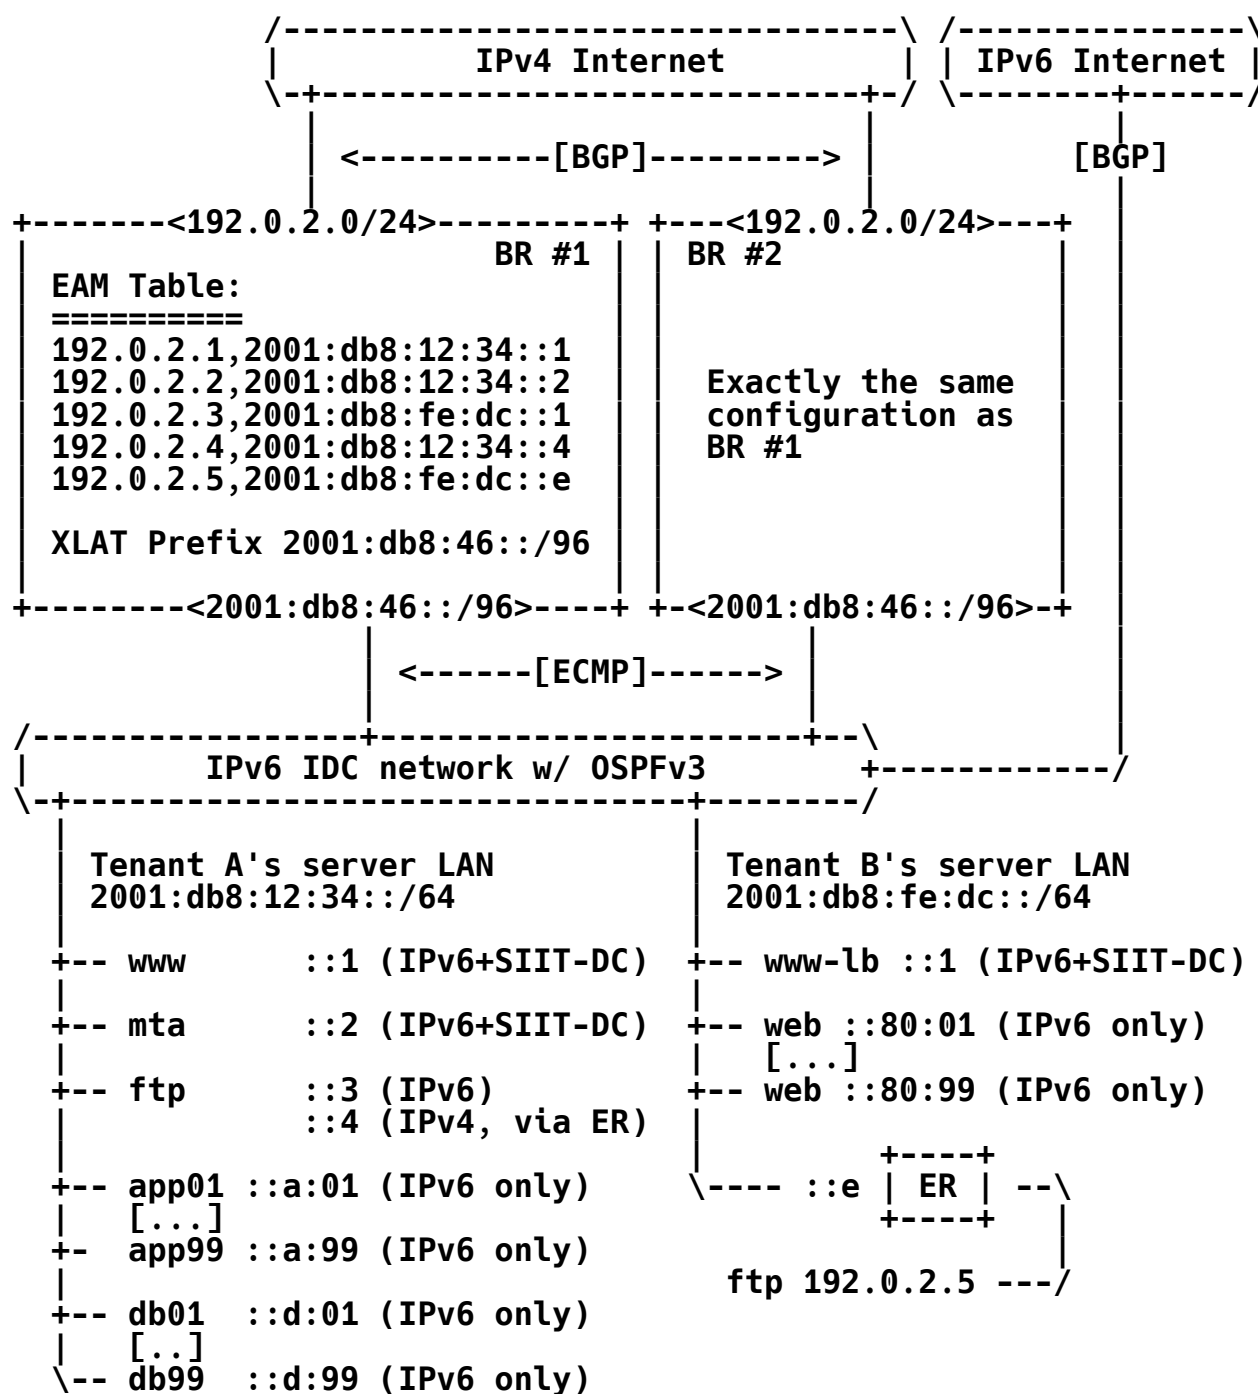 /--------------------------------\ /---------------\
|          IPv4 Internet         | | IPv6 Internet |
\-+----------------------------+-/ \--------+------/
  |                            |            |
  | <----------[BGP]---------> |          [BGP]
  |                            |            |
+-------<192.0.2.0/24>---------+ +---<192.0.2.0/24>---+ |
|                        BR #1 | | BR #2              | |
| EAM Table:                   | |                    | |
| ==========                   | |                    | |
| 192.0.2.1,2001:db8:12:34::1  | |                    | |
| 192.0.2.2,2001:db8:12:34::2  | |  Exactly the same  | |
| 192.0.2.3,2001:db8:fe:dc::1  | |  configuration as  | |
| 192.0.2.4,2001:db8:12:34::4  | |  BR #1             | |
| 192.0.2.5,2001:db8:fe:dc::e  | |                    | |
|                              | |                    | |
| XLAT Prefix 2001:db8:46::/96 | |                    | |
|                              | |                    | |
+--------<2001:db8:46::/96>----+ +-<2001:db8:46::/96>-+ |
                  |                      |              |
                  | <------[ECMP]------> |              |
                  |                      |              |
/-----------------+----------------------+--\           |
|         IPv6 IDC network w/ OSPFv3        +------------/
\-+--------------------------------+--------/
  |                                |
  | Tenant A's server LAN          | Tenant B's server LAN
  | 2001:db8:12:34::/64            | 2001:db8:fe:dc::/64
  |                                |
  +-- www      ::1 (IPv6+SIIT-DC)  +-- www-lb ::1 (IPv6+SIIT-DC)
  |                                |
  +-- mta      ::2 (IPv6+SIIT-DC)  +-- web ::80:01 (IPv6 only)
  |                                |   [...]
  +-- ftp      ::3 (IPv6)          +-- web ::80:99 (IPv6 only)
  |            ::4 (IPv4, via ER)  |
  |                                |         +----+
  +-- app01 ::a:01 (IPv6 only)     \---- ::e | ER | --\
  |   [...]                                  +----+   |
  +-  app99 ::a:99 (IPv6 only)                        |
  |                                  ftp 192.0.2.5 ---/
  +-- db01  ::d:01 (IPv6 only)
  |   [..]
  \-- db99  ::d:99 (IPv6 only)